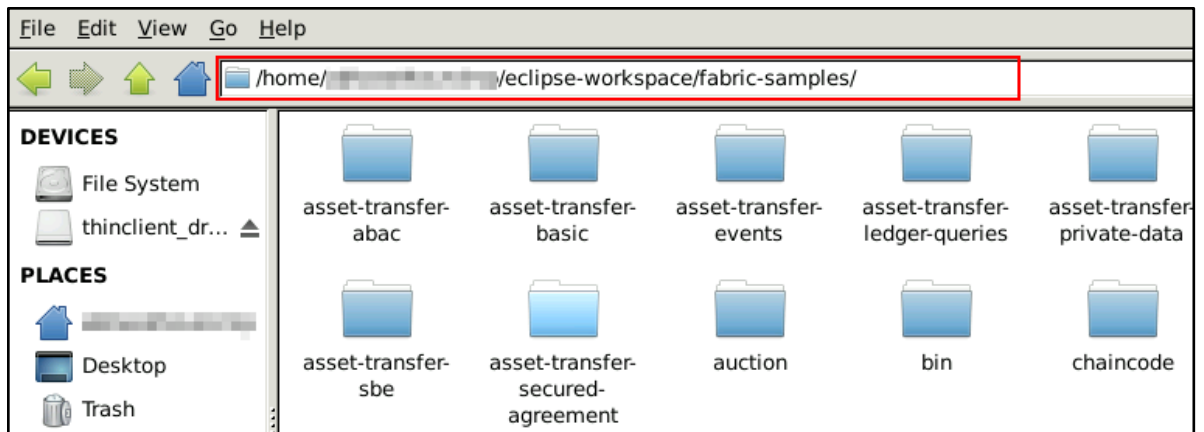 File Edit View Go Help
/home/ /eclipse-workspace/fabric-samples/
DEVICES
File System
thinclient_dr...
PLACES
Desktop
Trash
asset-transfer-
abac
asset-transfer-
basic
asset-transfer-
events
asset-transfer-
ledger-queries
asset-transfer-
private-data
asset-transfer-
sbe
asset-transfer-
secured-
agreement
auction
bin
chaincode